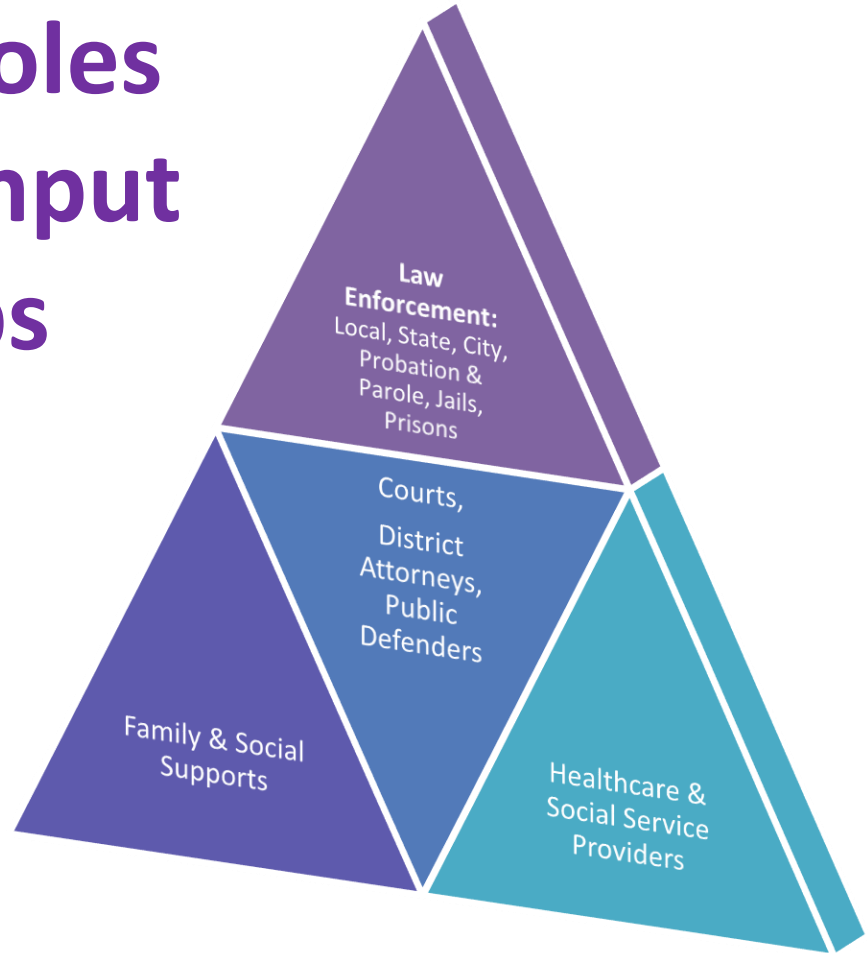 oles
nput
os
Law
Enforcement:
Local, State, City,
Probation &
Parole, Jails,
Prisons
Courts,
District
Attorneys,
Public
Defenders
Family & Social
Supports
Healthcare &
Social Service
Providers